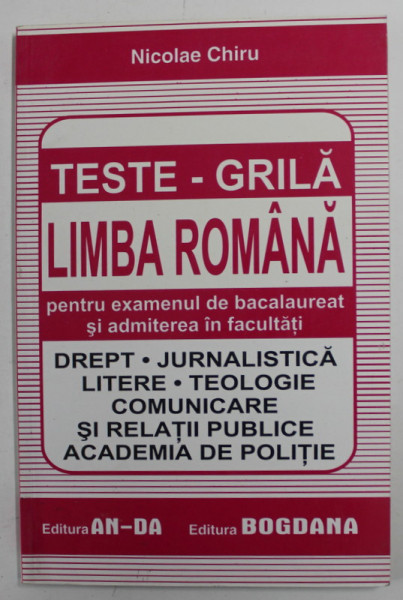 Nicolae Chiru
TESTE - GRILĂ
LIMBA ROMÂNĂ
pentru examenul de bacalaureat
și admiterea în facultăți
DREPT • JURNALISTICĂ
LITERE • TEOLOGIE
COMUNICARE
ȘI RELAȚII PUBLICE
ACADEMIA DE POLIȚIE
Editura AN-DA Editura BOGDANA